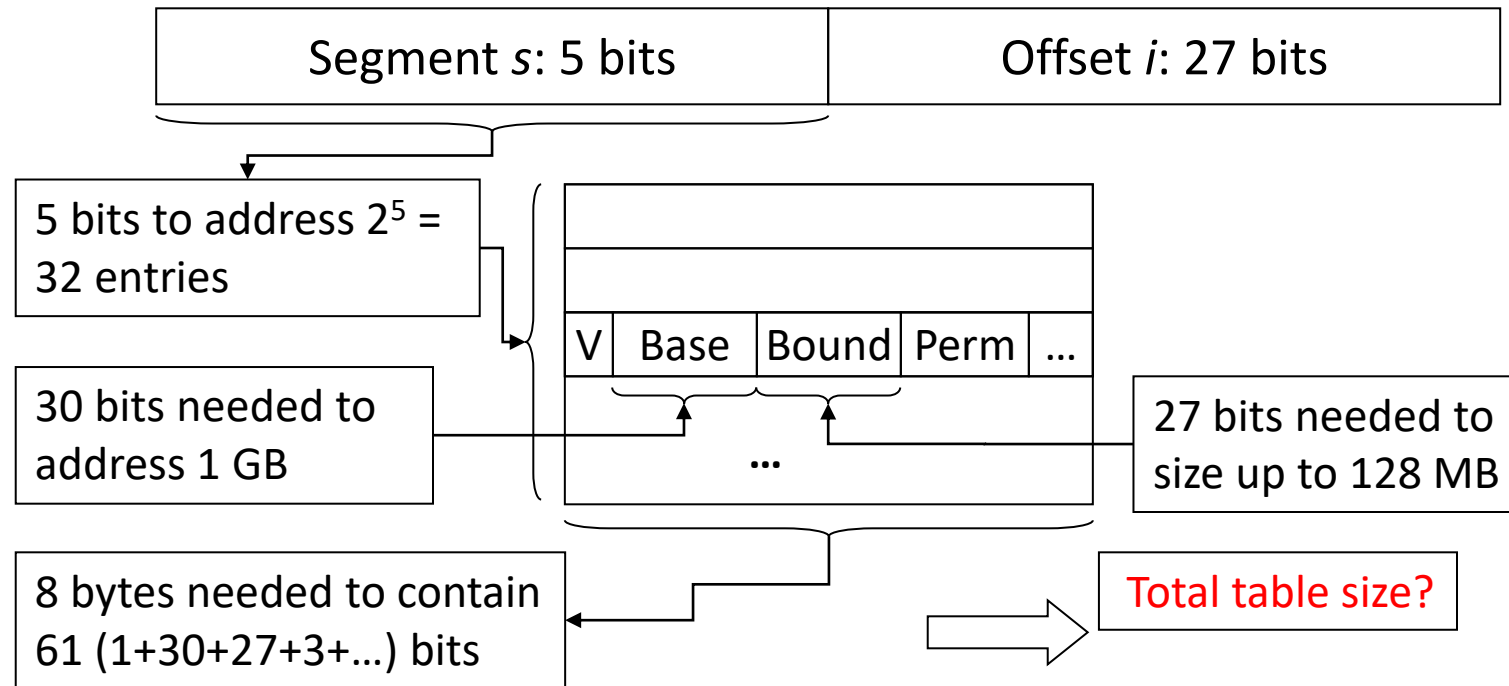 Segment s: 5 bits
Offset i: 27 bits
5 bits to address 2⁵ =
32 entries
V Base Bound Perm ...
30 bits needed to
address 1 GB
27 bits needed to
size up to 128 MB
...
8 bytes needed to contain
61 (1+30+27+3+...) bits
Total table size?